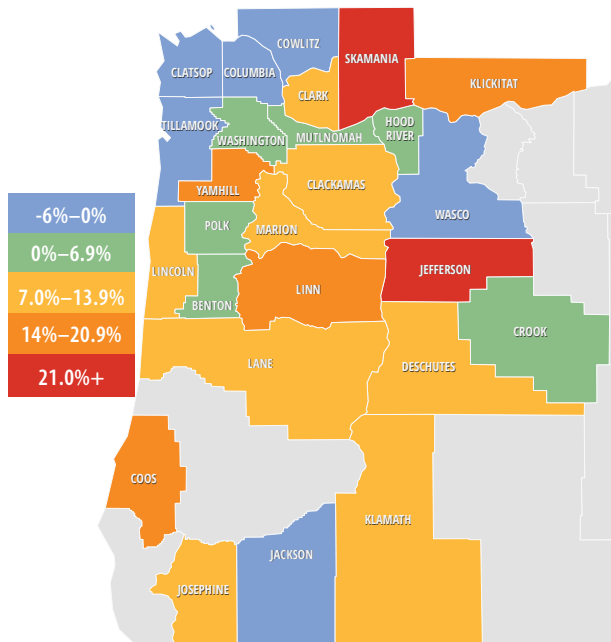 COWLITZ
SKAMANIA
CLATSOP
COLUMBIA
KLICKITAT
CLARK
TILLAMOOK
HOOD
RIVER
WASHINGTON
MUTLNOMAH
YAMHILL
CLACKAMAS
WASCO
-6%–0%
0%–6.9%
7.0%–13.9%
14%–20.9%
21.0%+
POLK
MARION
LINCOLN
JEFFERSON
LINN
BENTON
CROOK
LANE
DESCHUTES
COOS
KLAMATH
JACKSON
JOSEPHINE